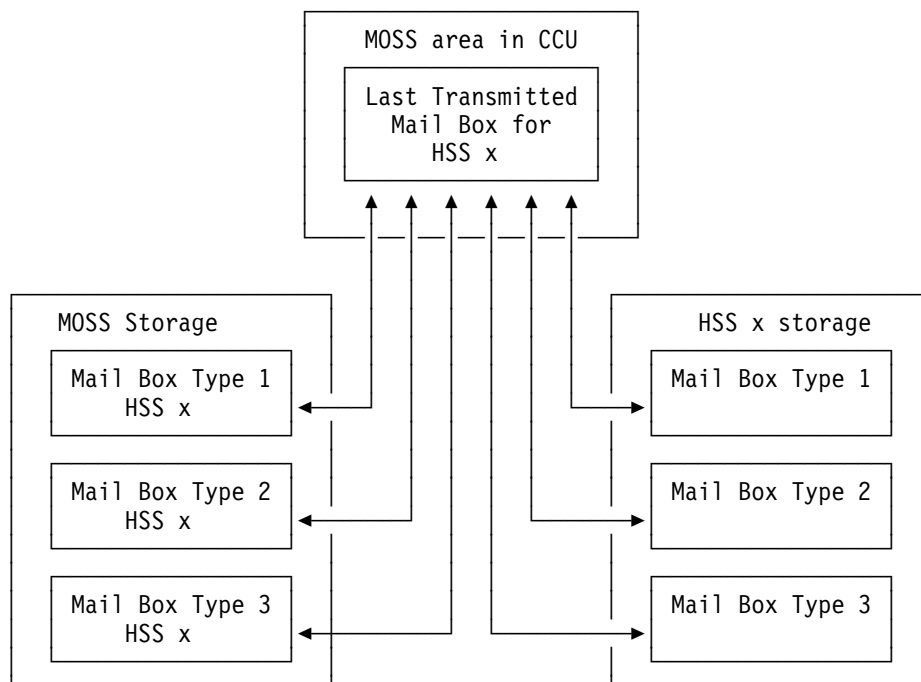 MOSS area in CCU
Last Transmitted
Mail Box for
HSS x
MOSS Storage
Mail Box Type 1
HSS x
Mail Box Type 2
HSS x
Mail Box Type 3
HSS x
HSS x storage
Mail Box Type 1
Mail Box Type 2
Mail Box Type 3